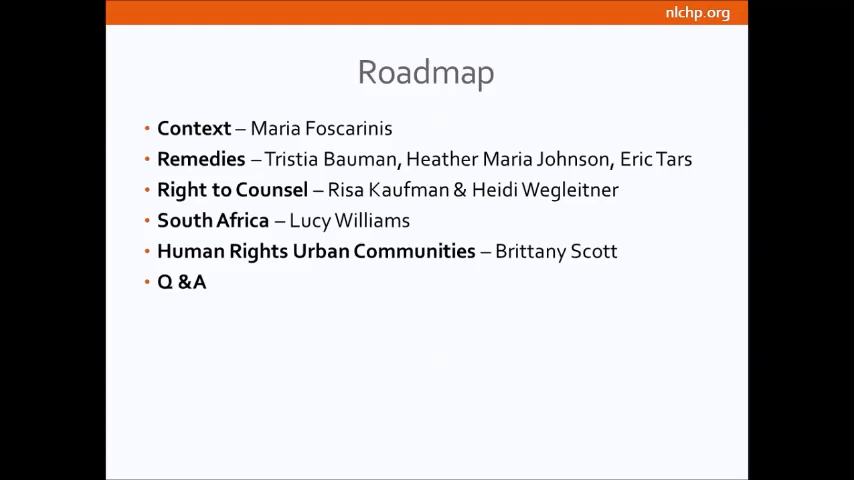 nlchp.org
Roadmap
• Context – Maria Foscarinis
• Remedies – Tristia Bauman, Heather Maria Johnson, Eric Tars
• Right to Counsel – Risa Kaufman & Heidi Wegleitner
• South Africa – Lucy Williams
• Human Rights Urban Communities – Brittany Scott
• Q &A